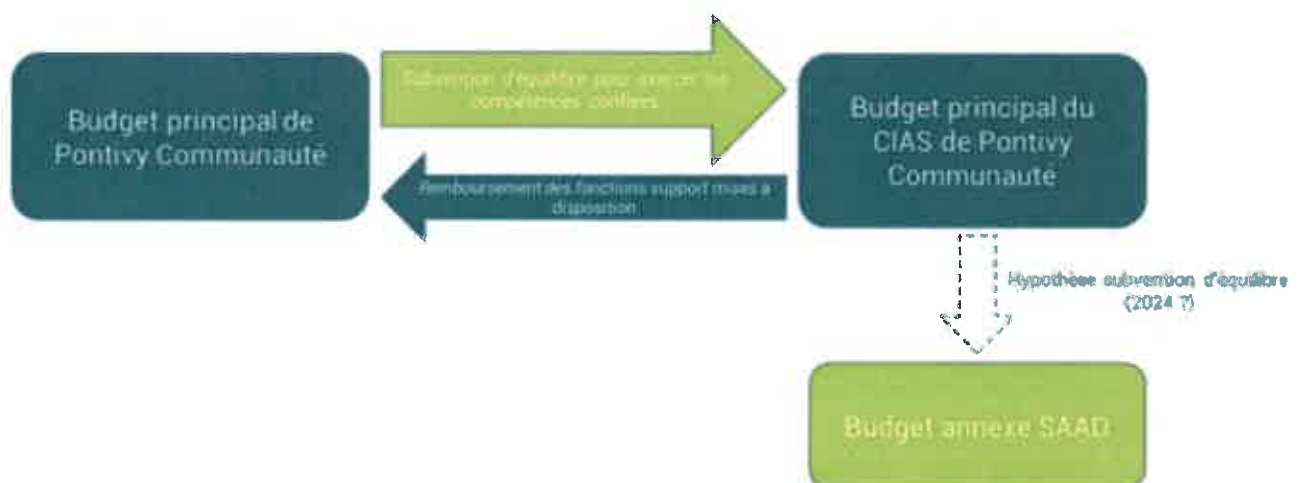 Budget principal de
Pontivy Communauté
Subvention d'équilibre pour exercer les
compétences confiées
Remboursement des fonctions support mises à
disposition
Budget principal du
CIAS de Pontivy
Communauté
Hypothèse subvention d'équilibre
(2024 ?)
Budget annexe SAAD